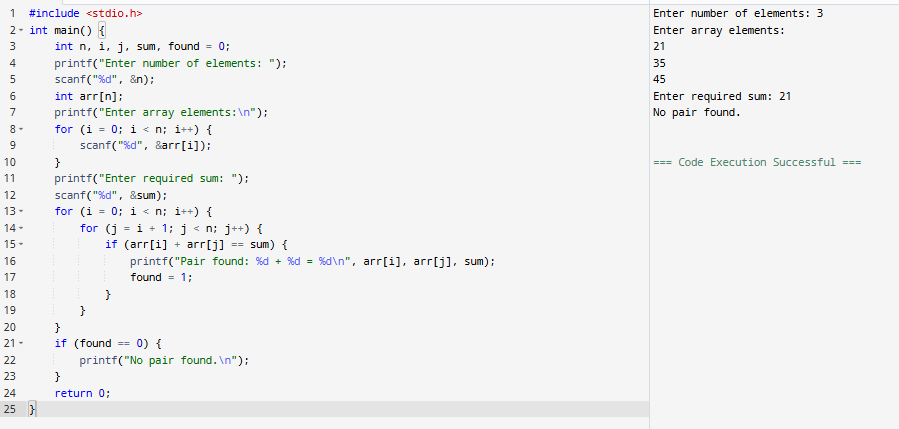 1 #include <stdio.h>
2 int main() {
3     int n, i, j, sum, found = 0;
4     printf("Enter number of elements: ");
5     scanf("%d", &n);
6     int arr[n];
7     printf("Enter array elements:\n");
8     for (i = 0; i < n; i++) {
9         scanf("%d", &arr[i]);
10     }
11     printf("Enter required sum: ");
12     scanf("%d", &sum);
13     for (i = 0; i < n; i++) {
14         for (j = i + 1; j < n; j++) {
15             if (arr[i] + arr[j] == sum) {
16                 printf("Pair found: %d + %d = %d\n", arr[i], arr[j], sum);
17                 found = 1;
18             }
19         }
20     }
21     if (found == 0) {
22         printf("No pair found.\n");
23     }
24     return 0;
25 }
Enter number of elements: 3
Enter array elements:
21
35
45
Enter required sum: 21
No pair found.
=== Code Execution Successful ===